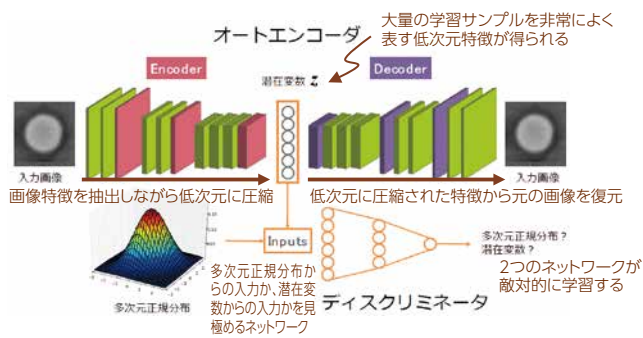 大量の学習サンプルを非常によく
表す低次元特徴が得られる
オートエンコーダ
Encoder
潜在変数 z
Decoder
入力画像
入力画像
画像特徴を抽出しながら低次元に圧縮
低次元に圧縮された特徴から元の画像を復元
Inputs
多次元正規分布
多次元正規分布か
らの入力か、潜在変
数からの入力かを見
極めるネットワーク
ディスクリミネータ
多次元正規分布？
潜在変数？
2つのネットワークが
敵対的に学習する